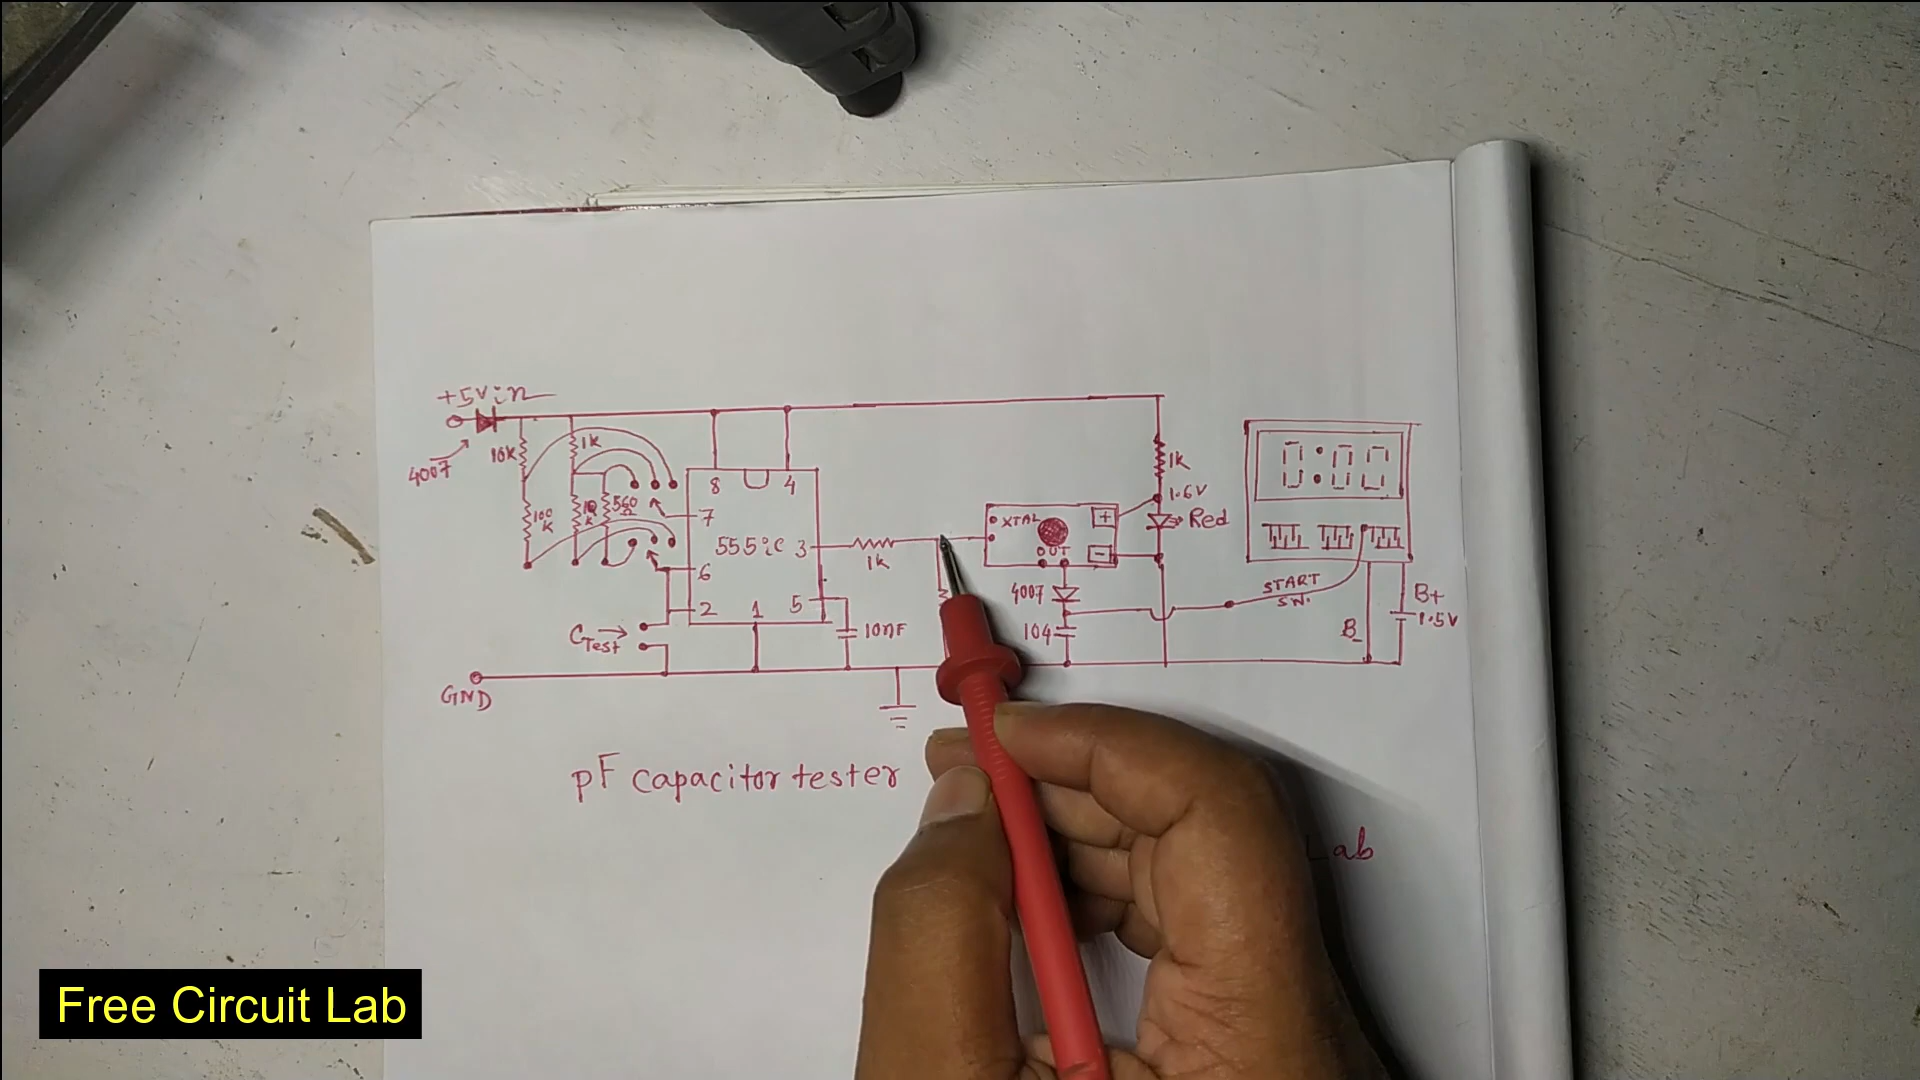 +5V in
4007
10k
1k
100
k
560
Ω
8
4
7
555 ic
3
1k
6
2
1
5
10nF
CTest
GND
XTAL
+
OUT
-
4007
104
1k
1.6V
Red
0:00
START
SW.
B-
B+
1.5V
pF capacitor tester
Lab
Free Circuit Lab